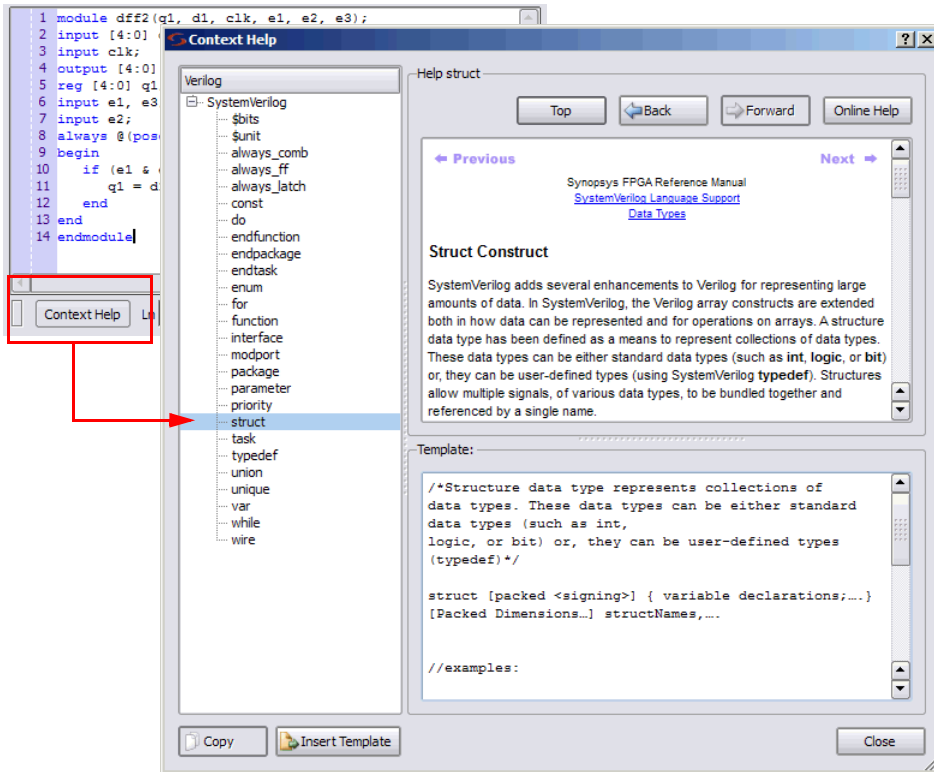 1 module dff2(q1, d1, clk, e1, e2, e3);
2 input [4:0]
3 input clk;
4 output [4:0]
5 reg [4:0] q1
6 input e1, e3
7 input e2;
8 always @(pos
9 begin
10 if (e1 &
11 q1 = d
12 end
13 end
14 endmodule
Context Help
Context Help
Verilog
SystemVerilog
$bits
$unit
always_comb
always_ff
always_latch
const
do
endfunction
endpackage
endtask
enum
for
function
interface
modport
package
parameter
priority
struct
task
typedef
union
unique
var
while
wire
Copy
Insert Template
Help struct
Top
Back
Forward
Online Help
Previous
Next
Synopsys FPGA Reference Manual
SystemVerilog Language Support
Data Types
Struct Construct
SystemVerilog adds several enhancements to Verilog for representing large
amounts of data. In SystemVerilog, the Verilog array constructs are extended
both in how data can be represented and for operations on arrays. A structure
data type has been defined as a means to represent collections of data types.
These data types can be either standard data types (such as int, logic, or bit)
or, they can be user-defined types (using SystemVerilog typedef). Structures
allow multiple signals, of various data types, to be bundled together and
referenced by a single name.
Template:
/*Structure data type represents collections of
data types. These data types can be either standard
data types (such as int,
logic, or bit) or, they can be user-defined types
(typedef)*/
struct [packed <signing>] { variable declarations;….}
[Packed Dimensions…] structNames,….
//examples:
Close